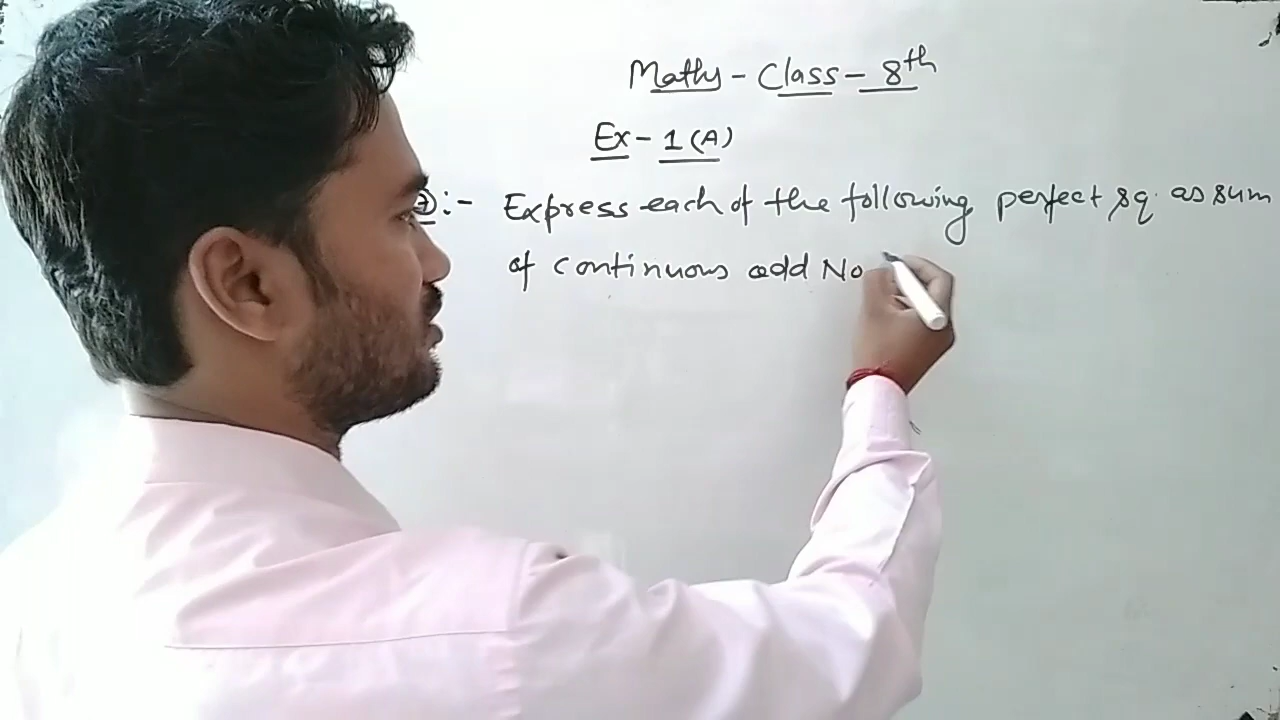 Maths - Class - 8th
Ex - 1 (A)
:- Express each of the following perfect sq. as sum
of continuous odd No